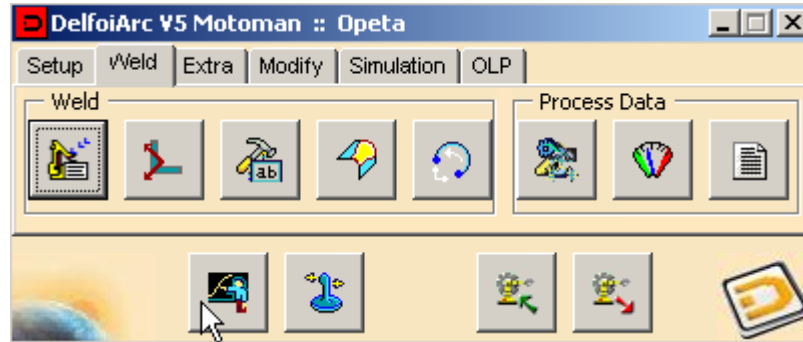 DelfoiArc V5 Motoman :: Opeta
Setup Weld Extra Modify Simulation OLP
Weld Process Data
ab